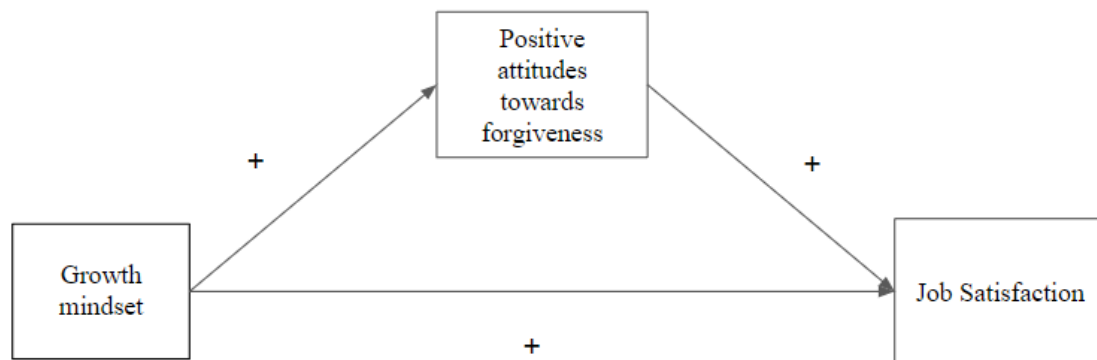 Positive
attitudes
towards
forgiveness
+
+
Growth
mindset
Job Satisfaction
+